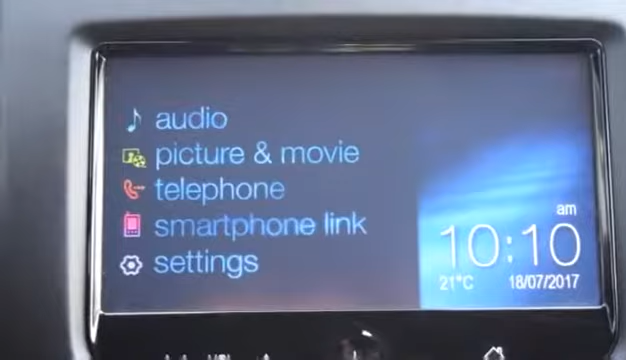 audio
picture & movie
telephone
smartphone link
settings
am
10:10
21°C 18/07/2017